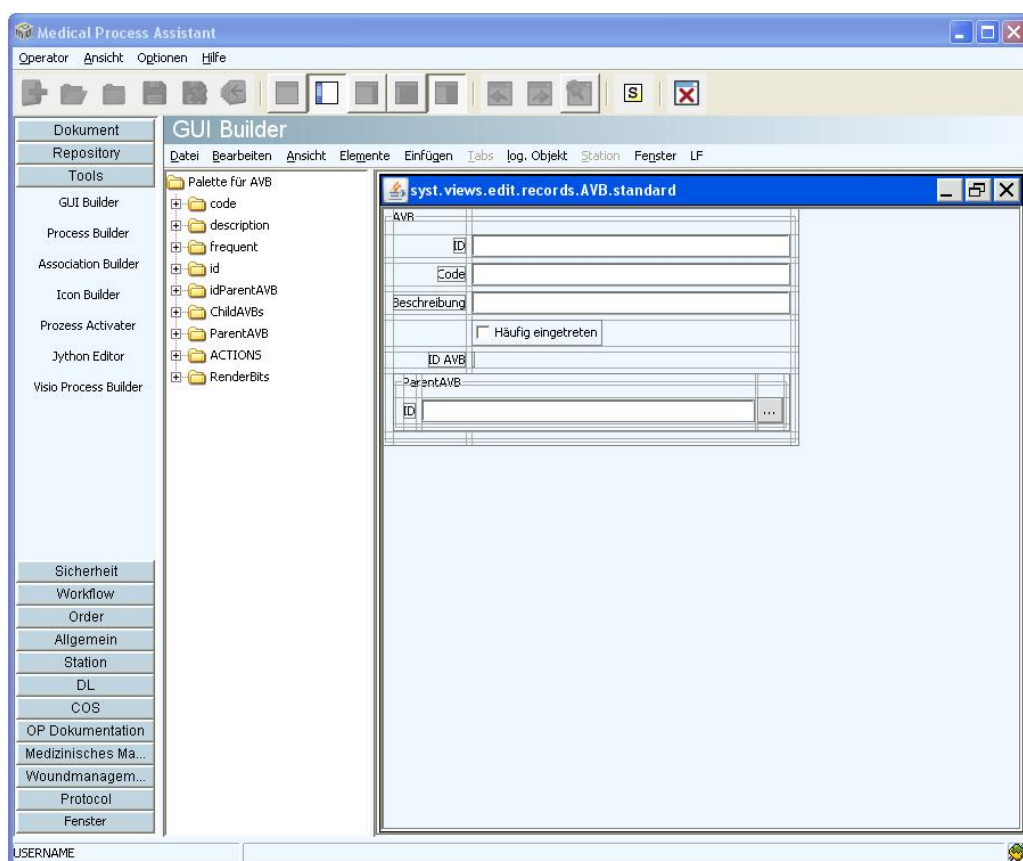 Medical Process Assistant
Operator Ansicht Optionen Hilfe
S
Dokument
Repository
Tools
GUI Builder
Process Builder
Association Builder
Icon Builder
Prozess Activater
Jython Editor
Visio Process Builder
Sicherheit
Workflow
Order
Allgemein
Station
DL
COS
OP Dokumentation
Medizinisches Ma...
Woundmanagem...
Protocol
Fenster
GUI Builder
Datei Bearbeiten Ansicht Elemente Einfügen Tabs log. Objekt Station Fenster LF
Palette für AVB
code
description
frequent
id
idParentAVB
ChildAVBs
ParentAVB
ACTIONS
RenderBits
syst.views.edit.records.AVB.standard
AVB
ID
Code
Beschreibung
Häufig eingetreten
ID AVB
ParentAVB
ID ...
USERNAME